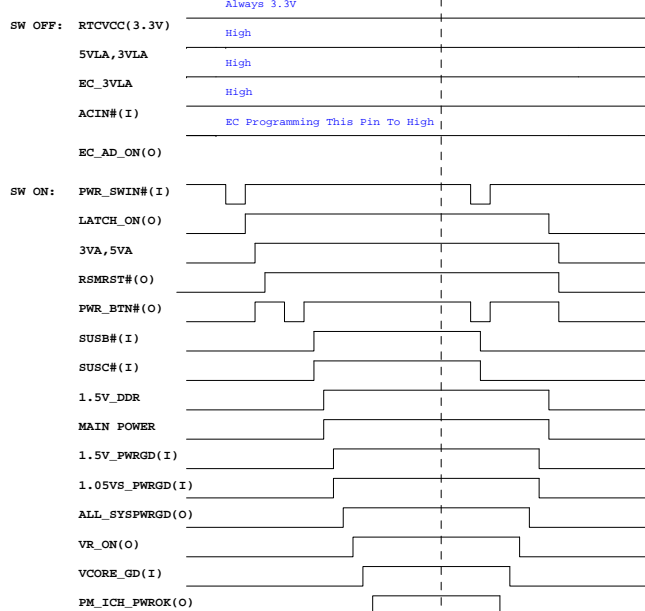 Always 3.3V
SW OFF: RTCVCC(3.3V)
High
5VLA,3VLA
High
EC_3VLA
High
ACIN#(I)
EC Programming This Pin To High
EC_AD_ON(O)
SW ON: PWR_SWIN#(I)
LATCH_ON(O)
3VA,5VA
RSMRST#(O)
PWR_BTN#(O)
SUSB#(I)
SUSC#(I)
1.5V_DDR
MAIN POWER
1.5V_PWRGD(I)
1.05VS_PWRGD(I)
ALL_SYSPWRGD(O)
VR_ON(O)
VCORE_GD(I)
PM_ICH_PWROK(O)